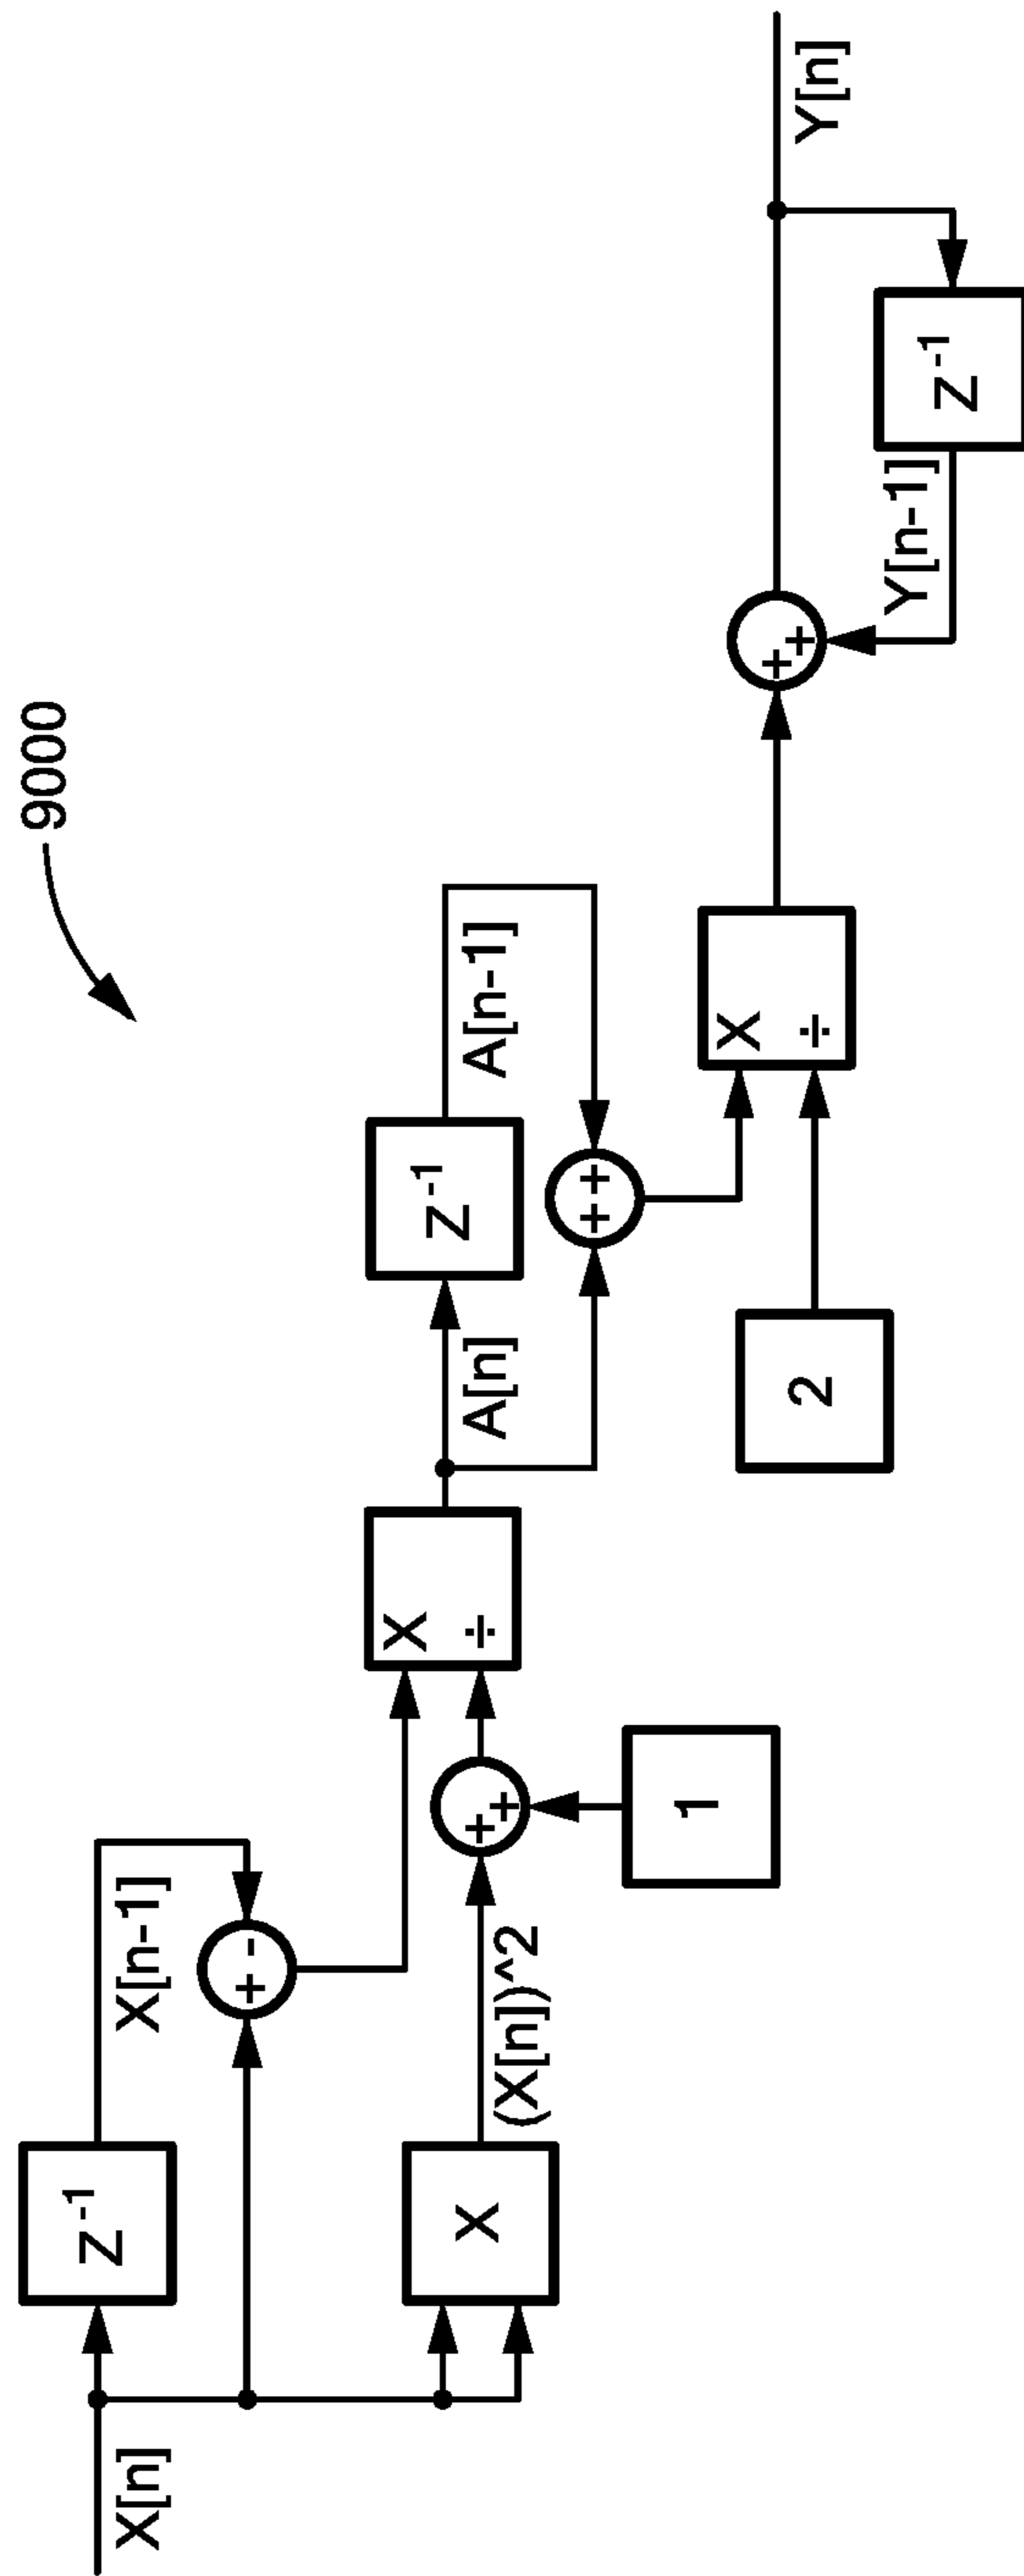 9000
X[n]
Z-1
X[n-1]
+ -
X
(X[n])^2
+ +
1
X
÷
A[n]
Z-1
A[n-1]
+ +
2
X
÷
+ +
Y[n-1]
Z-1
Y[n]